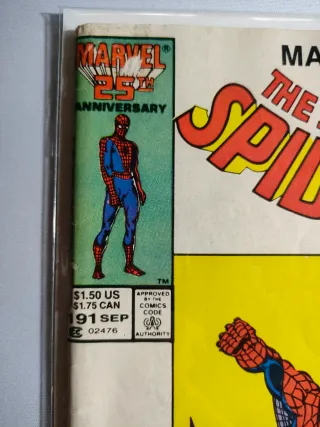 MARVEL®
25TH
ANNIVERSARY
TM
$1.50 US
$1.75 CAN
191 SEP
CC 02476
APPROVED
BY THE
COMICS
CODE
AUTHORITY
MA
THE
SPID